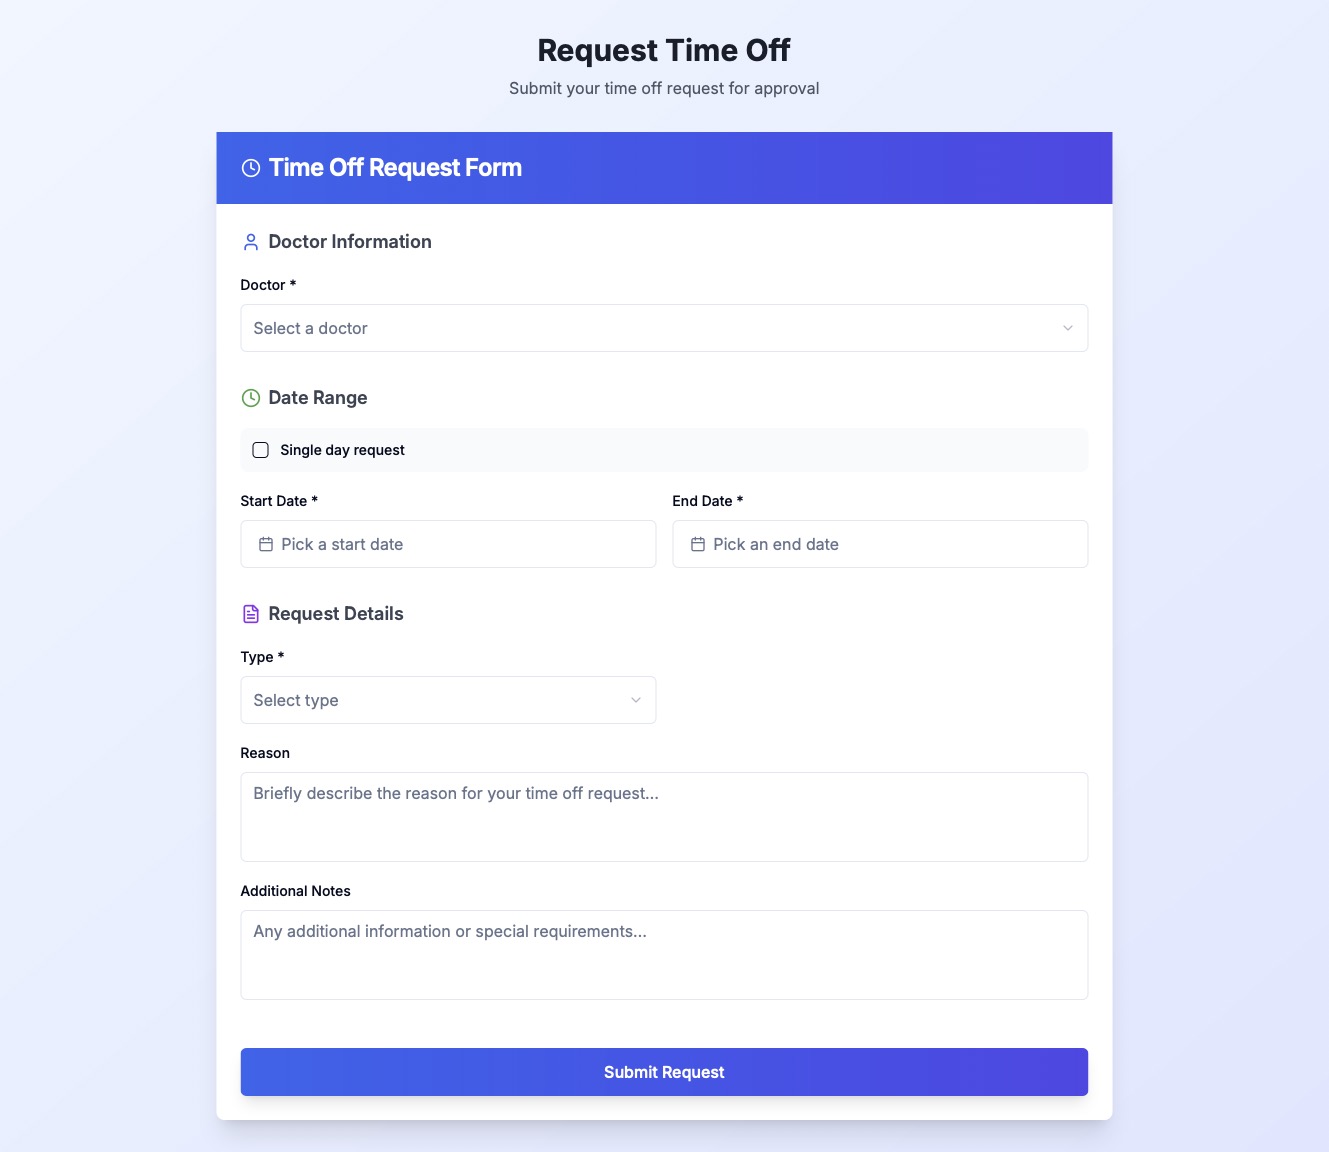 Request Time Off
Submit your time off request for approval
Time Off Request Form
Doctor Information
Doctor *
Select a doctor
Date Range
Single day request
Start Date *
End Date *
Pick a start date
Pick an end date
Request Details
Type *
Select type
Reason
Briefly describe the reason for your time off request...
Additional Notes
Any additional information or special requirements...
Submit Request